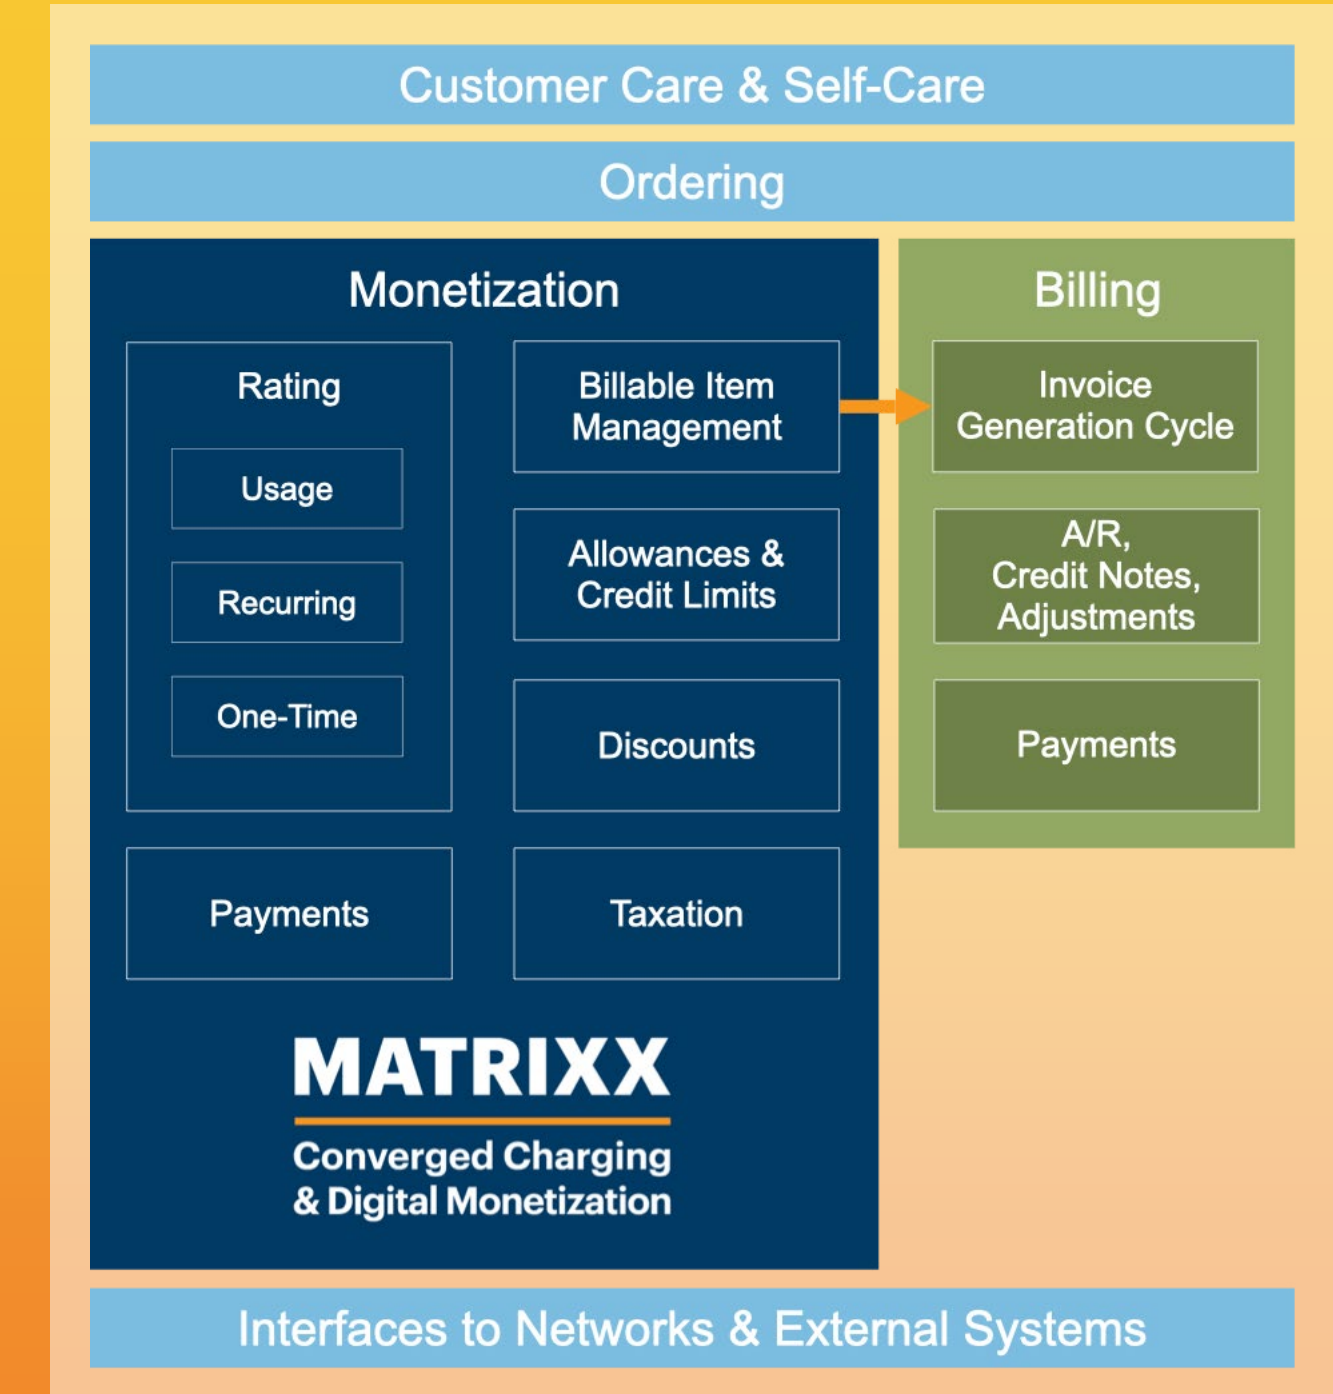 Customer Care & Self-Care
Ordering
Monetization
Rating
Usage
Recurring
One-Time
Payments
Billable Item
Management
Allowances &
Credit Limits
Discounts
Taxation
MATRIXX
Converged Charging
& Digital Monetization
Billing
Invoice
Generation Cycle
A/R,
Credit Notes,
Adjustments
Payments
Interfaces to Networks & External Systems